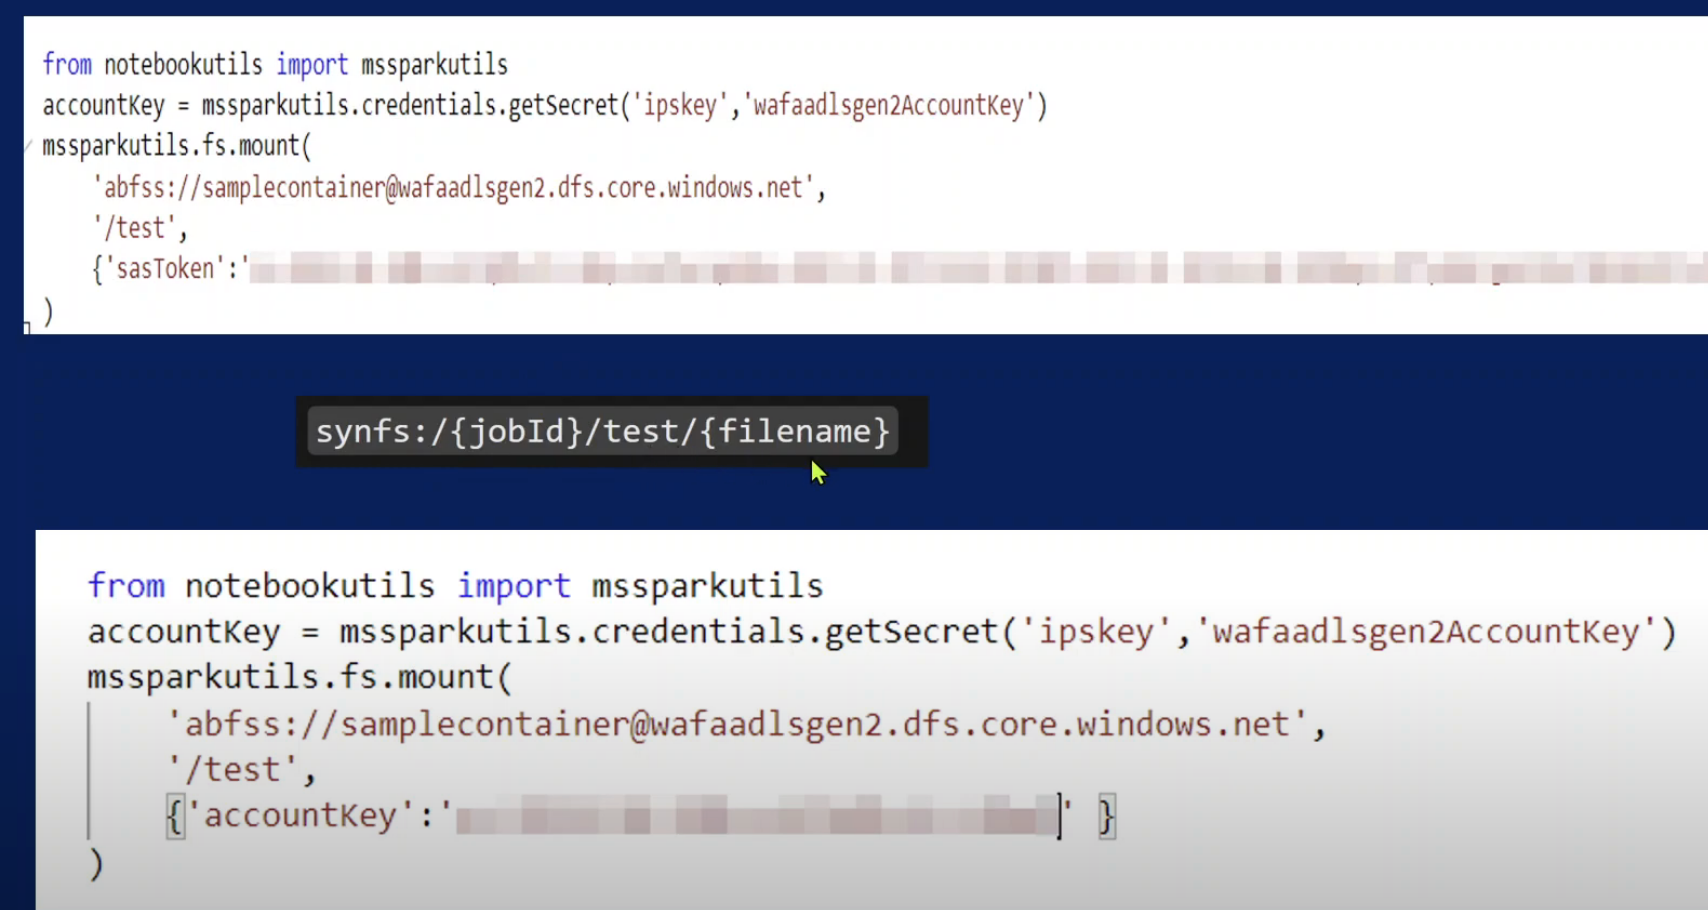 from notebookutils import mssparkutils
accountKey = mssparkutils.credentials.getSecret('ipskey','wafaadlsgen2AccountKey')
mssparkutils.fs.mount(
'abfss://samplecontainer@wafaadlsgen2.dfs.core.windows.net',
'/test',
{'sasToken':'
)
synfs:/{jobId}/test/{filename}
from notebookutils import mssparkutils
accountKey = mssparkutils.credentials.getSecret('ipskey','wafaadlsgen2AccountKey')
mssparkutils.fs.mount(
'abfss://samplecontainer@wafaadlsgen2.dfs.core.windows.net',
'/test',
{'accountKey':' ' }
)